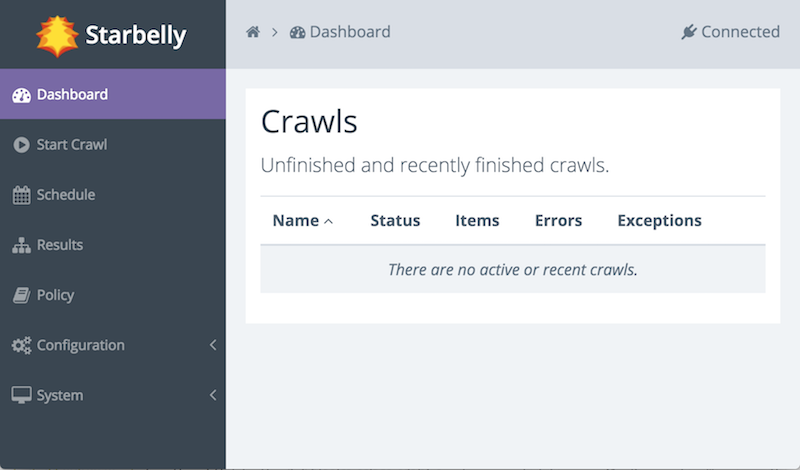 Starbelly
Dashboard
Connected
Dashboard
Start Crawl
Schedule
Results
Policy
Configuration
System
Crawls
Unfinished and recently finished crawls.
Name Status Items Errors Exceptions
There are no active or recent crawls.